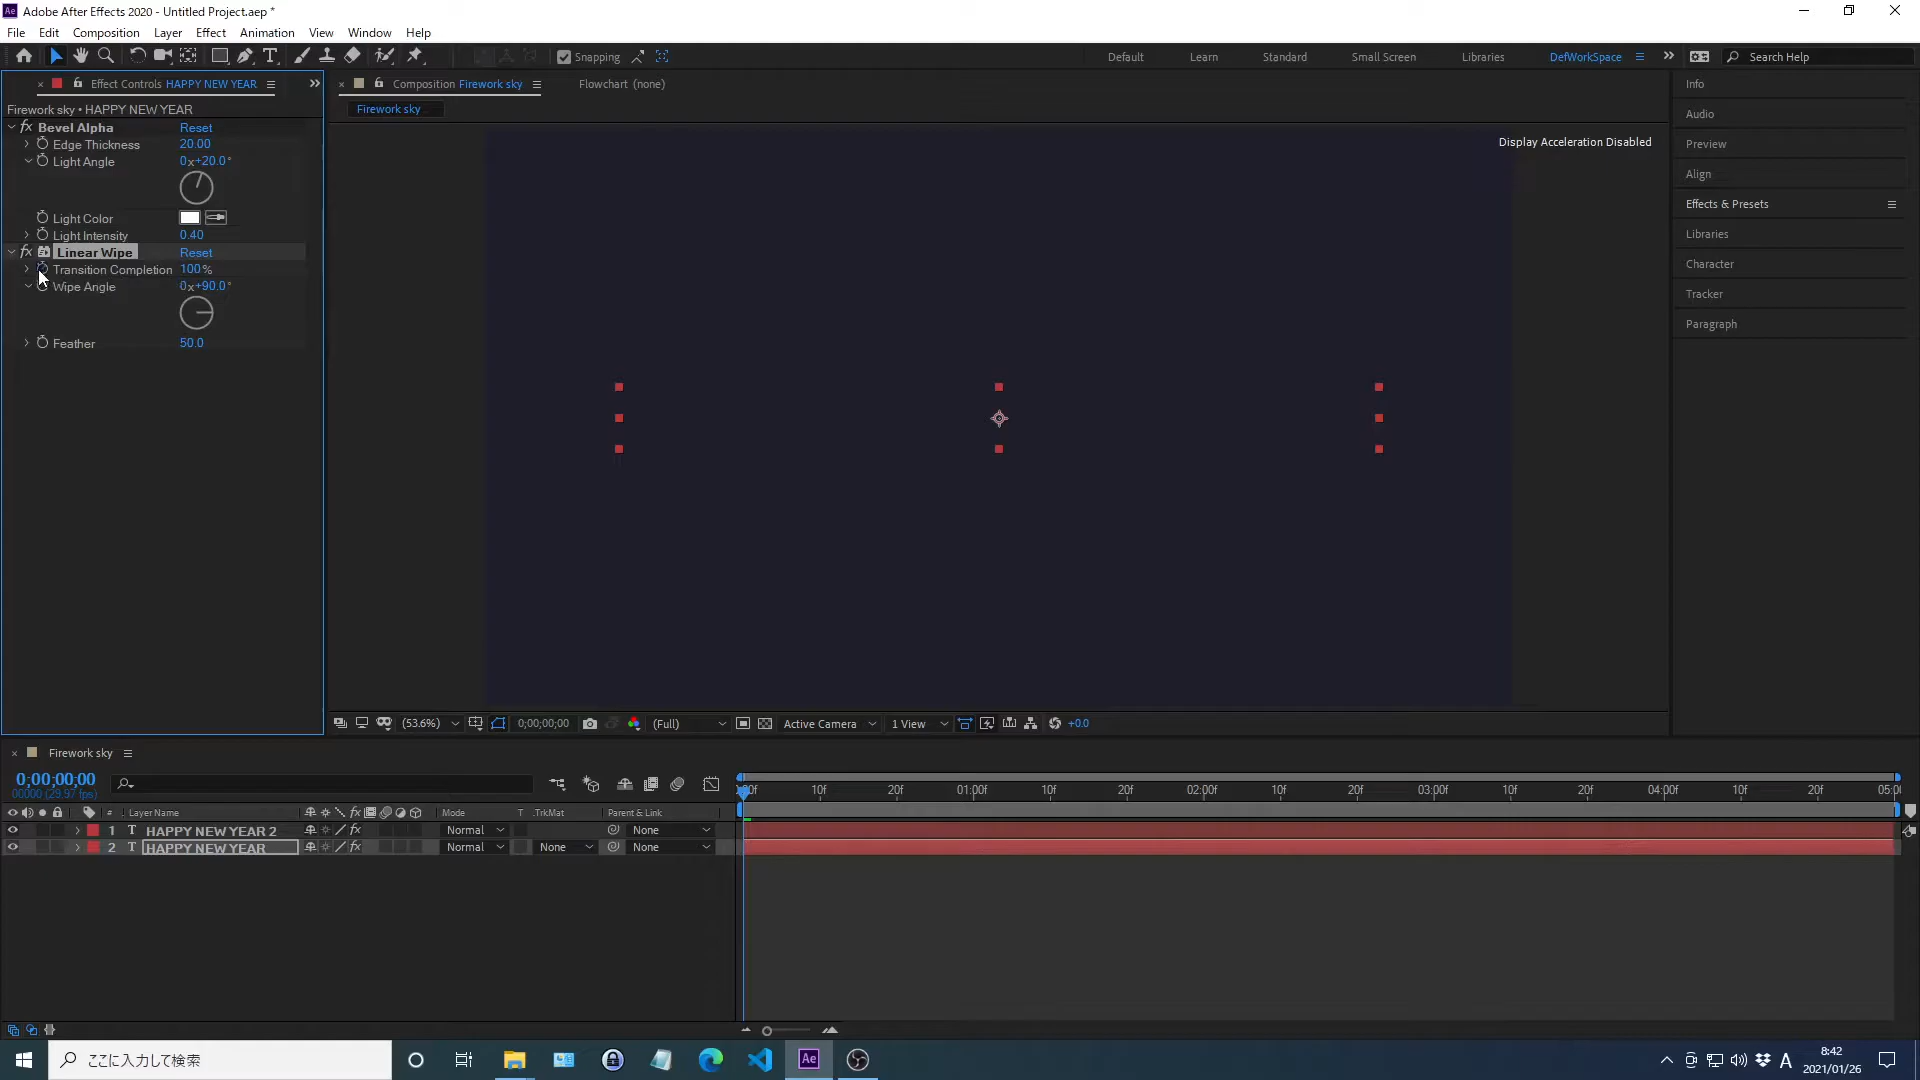 Adobe After Effects 2020 - Untitled Project.aep *
File Edit Composition Layer Effect Animation View Window Help
Snapping Default Learn Standard Small Screen Libraries DefWorkSpace Search Help
Effect Controls HAPPY NEW YEAR
Composition Firework sky Flowchart (none)
Firework sky • HAPPY NEW YEAR
Firework sky
Display Acceleration Disabled
fx Bevel Alpha Reset
Edge Thickness 20.00
Light Angle 0x+20.0°
Light Color
Light Intensity 0.40
fx Linear Wipe Reset
Transition Completion 100%
Wipe Angle 0x+90.0°
Feather 50.0
Info
Audio
Preview
Align
Effects & Presets
Libraries
Character
Tracker
Paragraph
(53.6%) 0;00;00;00 (Full) Active Camera 1 View +0.0
Firework sky
0;00;00;00
00000 (29.97 fps)
10f 20f 01:00f 10f 20f 02:00f 10f 20f 03:00f 10f 20f 04:00f 10f 20f 05:0
# Layer Name fx Mode T .TrkMat Parent & Link
1 T HAPPY NEW YEAR 2 fx Normal None
2 T HAPPY NEW YEAR fx Normal None None
ここに入力して検索
Ae
A
8:42
2021/01/26